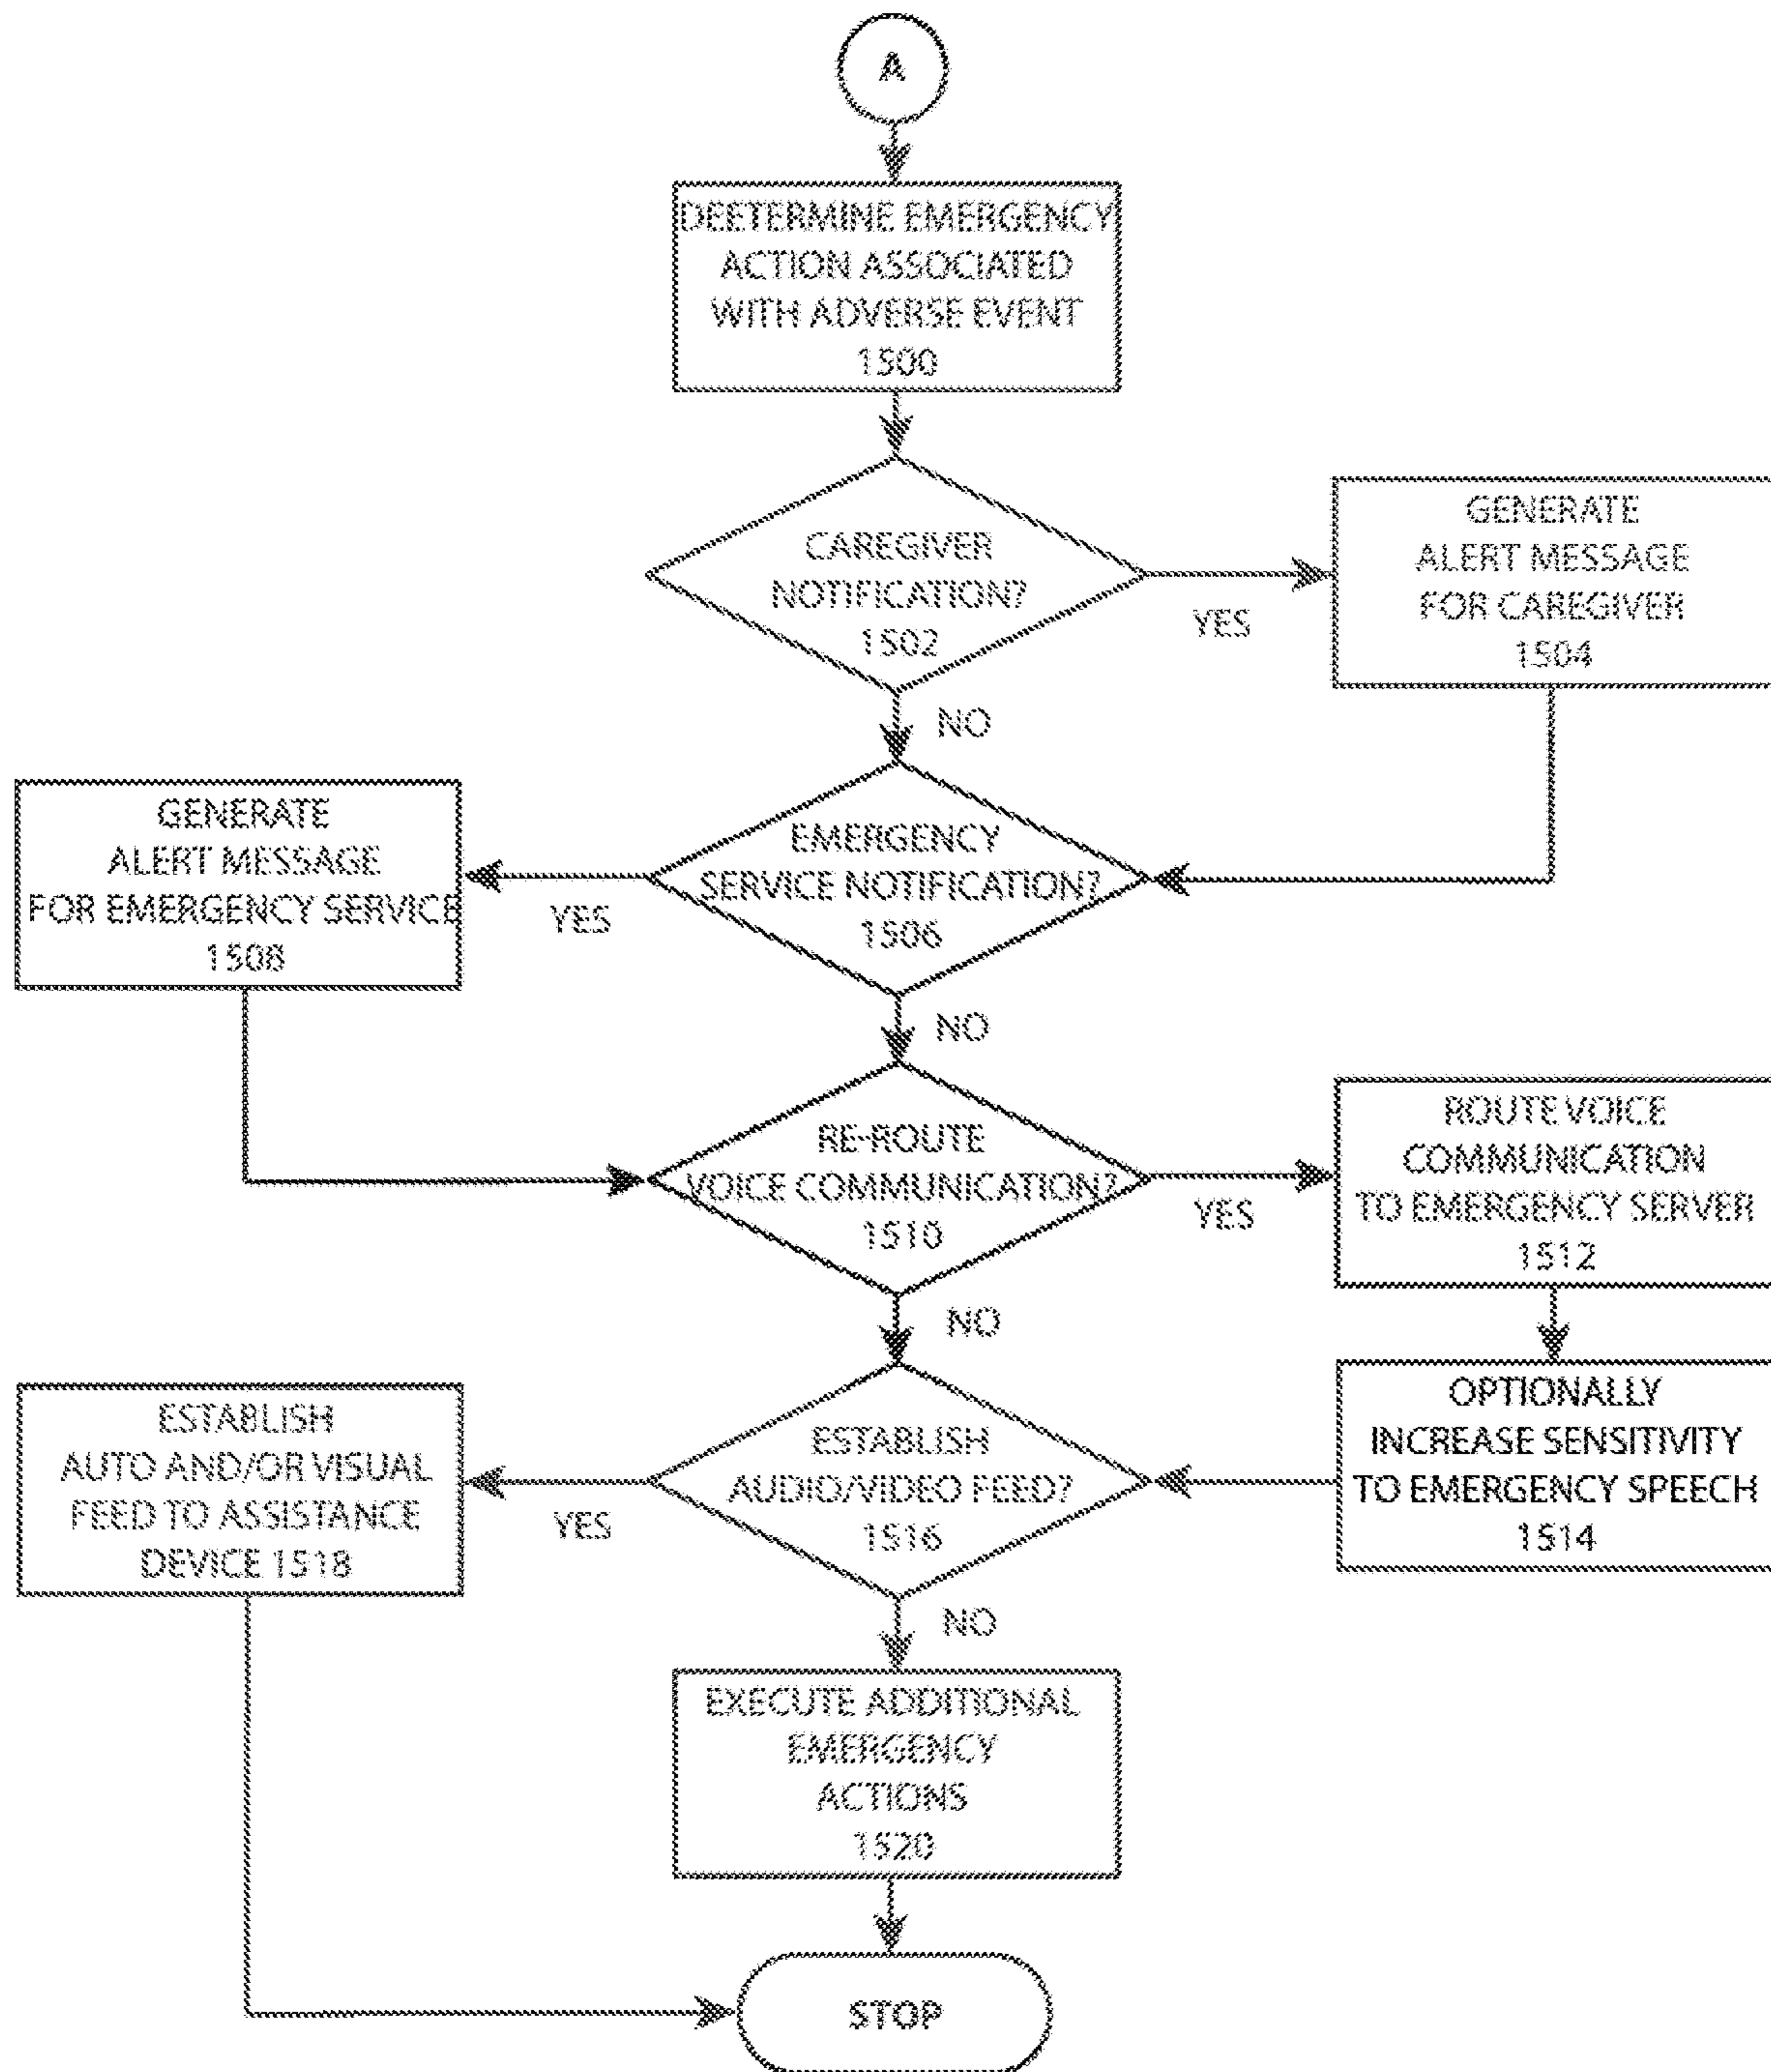 A
DEETERMINE EMERGENCY
ACTION ASSOCIATED
WITH ADVERSE EVENT
1500
CAREGIVER
NOTIFICATION?
1502
YES
GENERATE
ALERT MESSAGE
FOR CAREGIVER
1504
NO
EMERGENCY
SERVICE NOTIFICATION?
1506
YES
GENERATE
ALERT MESSAGE
FOR EMERGENCY SERVICE
1508
NO
RE-ROUTE
VOICE COMMUNICATION?
1510
YES
ROUTE VOICE
COMMUNICATION
TO EMERGENCY SERVER
1512
OPTIONALLY
INCREASE SENSITIVITY
TO EMERGENCY SPEECH
1514
NO
ESTABLISH
AUDIO/VIDEO FEED?
1516
YES
ESTABLISH
AUTO AND/OR VISUAL
FEED TO ASSISTANCE
DEVICE 1518
NO
EXECUTE ADDITIONAL
EMERGENCY
ACTIONS
1520
STOP